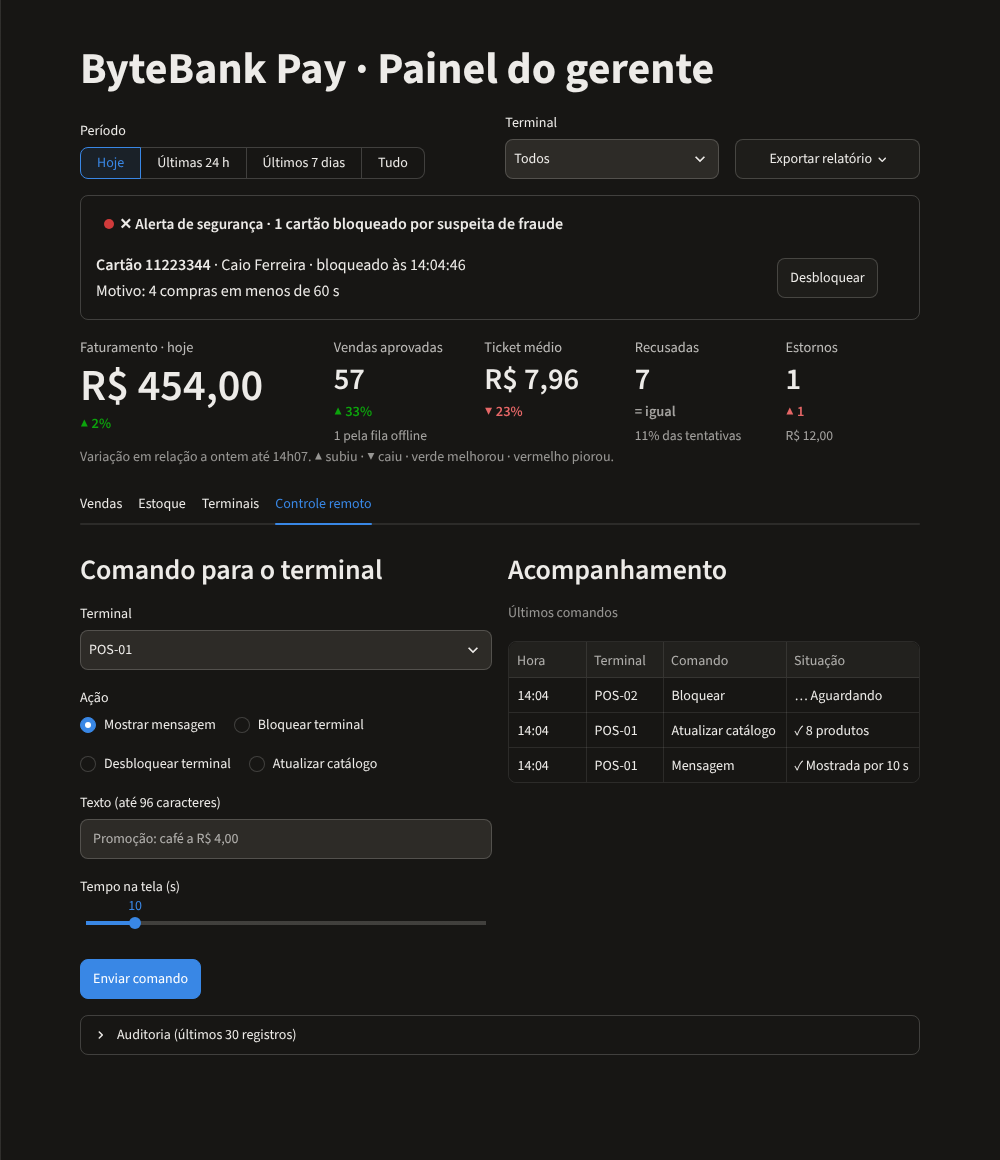 ByteBank Pay · Painel do gerente
Período
Terminal
Hoje Últimas 24 h Últimos 7 dias Tudo
Todos
Exportar relatório
✕ Alerta de segurança · 1 cartão bloqueado por suspeita de fraude
Cartão 11223344 · Caio Ferreira · bloqueado às 14:04:46
Motivo: 4 compras em menos de 60 s
Desbloquear
Faturamento · hoje
R$ 454,00
▲ 2%
Vendas aprovadas
57
▲ 33%
1 pela fila offline
Ticket médio
R$ 7,96
▼ 23%
Recusadas
7
= igual
11% das tentativas
Estornos
1
▲ 1
R$ 12,00
Variação em relação a ontem até 14h07. ▲ subiu · ▼ caiu · verde melhorou · vermelho piorou.
Vendas Estoque Terminais Controle remoto
Comando para o terminal
Terminal
POS-01
Ação
Mostrar mensagem Bloquear terminal
Desbloquear terminal Atualizar catálogo
Texto (até 96 caracteres)
Promoção: café a R$ 4,00
Tempo na tela (s)
10
Enviar comando
Acompanhamento
Últimos comandos
Hora Terminal Comando Situação
14:04 POS-02 Bloquear … Aguardando
14:04 POS-01 Atualizar catálogo ✓ 8 produtos
14:04 POS-01 Mensagem ✓ Mostrada por 10 s
Auditoria (últimos 30 registros)